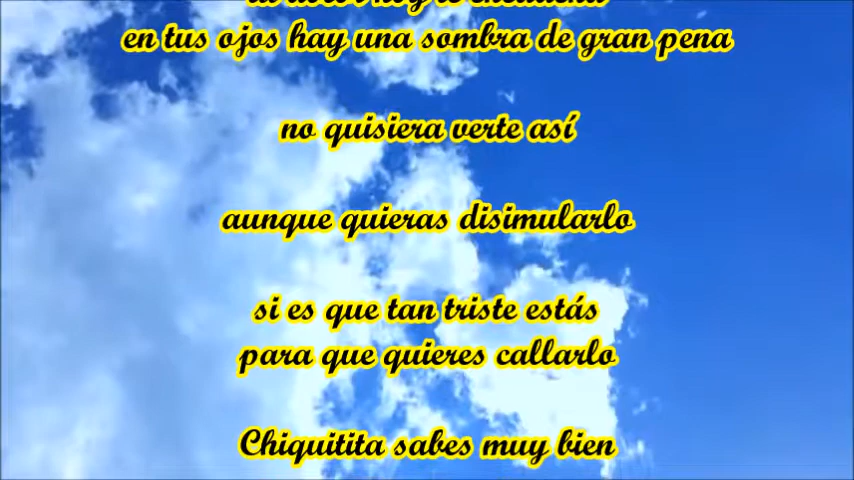 en tus ojos hay una sombra de gran pena
no quisiera verte así
aunque quieras disimularlo
si es que tan triste estás
para que quieres callarlo
Chiquitita sabes muy bien